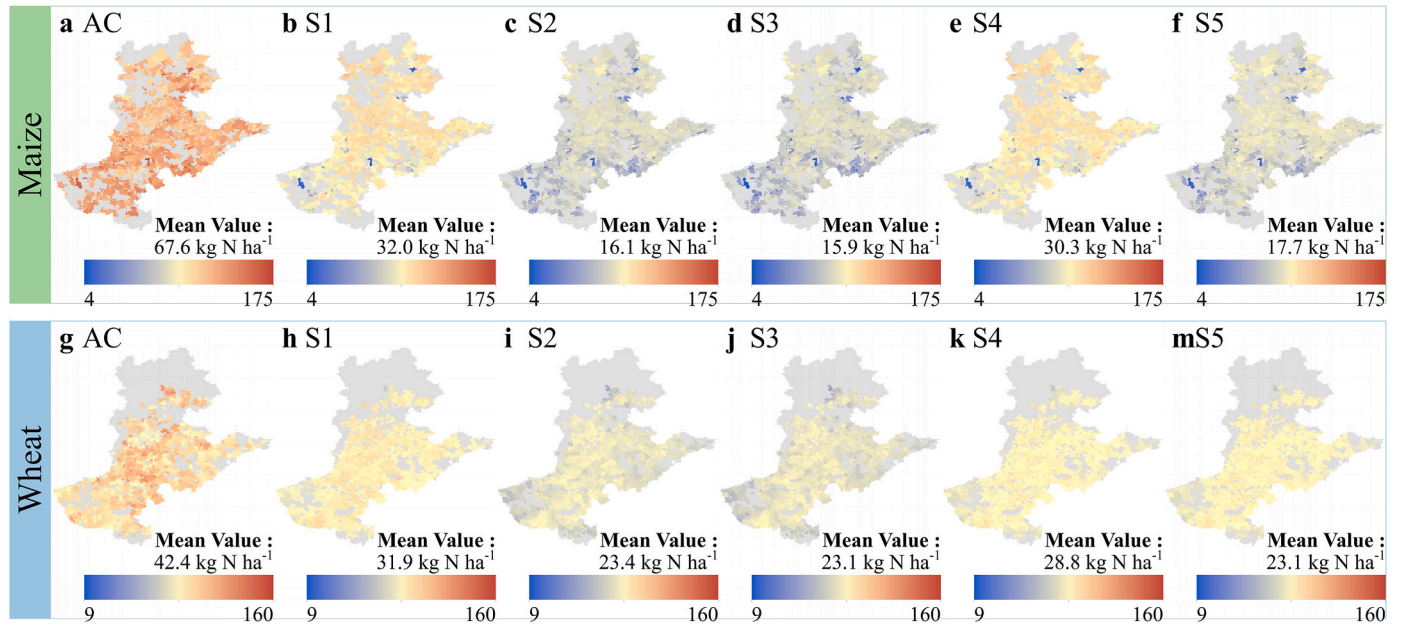 Maize
a AC
b S1
c S2
d S3
e S4
f S5
Mean Value :
67.6 kg N ha-1
4 175
Mean Value :
32.0 kg N ha-1
4 175
Mean Value :
16.1 kg N ha-1
4 175
Mean Value :
15.9 kg N ha-1
4 175
Mean Value :
30.3 kg N ha-1
4 175
Mean Value :
17.7 kg N ha-1
4 175
Wheat
g AC
h S1
i S2
j S3
k S4
mS5
Mean Value :
42.4 kg N ha-1
9 160
Mean Value :
31.9 kg N ha-1
9 160
Mean Value :
23.4 kg N ha-1
9 160
Mean Value :
23.1 kg N ha-1
9 160
Mean Value :
28.8 kg N ha-1
9 160
Mean Value :
23.1 kg N ha-1
9 160